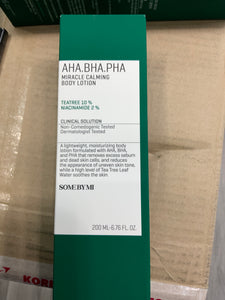 AHA.BHA.PHA
MIRACLE CALMING
BODY LOTION
TEATREE 10 %
NIACINAMIDE 2 %
CLINICAL SOLUTION
Non-Comedogenic Tested
Dermatologist Tested
A lightweight, moisturizing body
lotion formulated with AHA, BHA,
and PHA that removes excess sebum
and dead skin cells, and reduces
the appearance of uneven skin tone,
while a high level of Tea Tree Leaf
Water soothes the skin.
SOME BY MI
200 ML-6.76 FL. OZ.
KORE